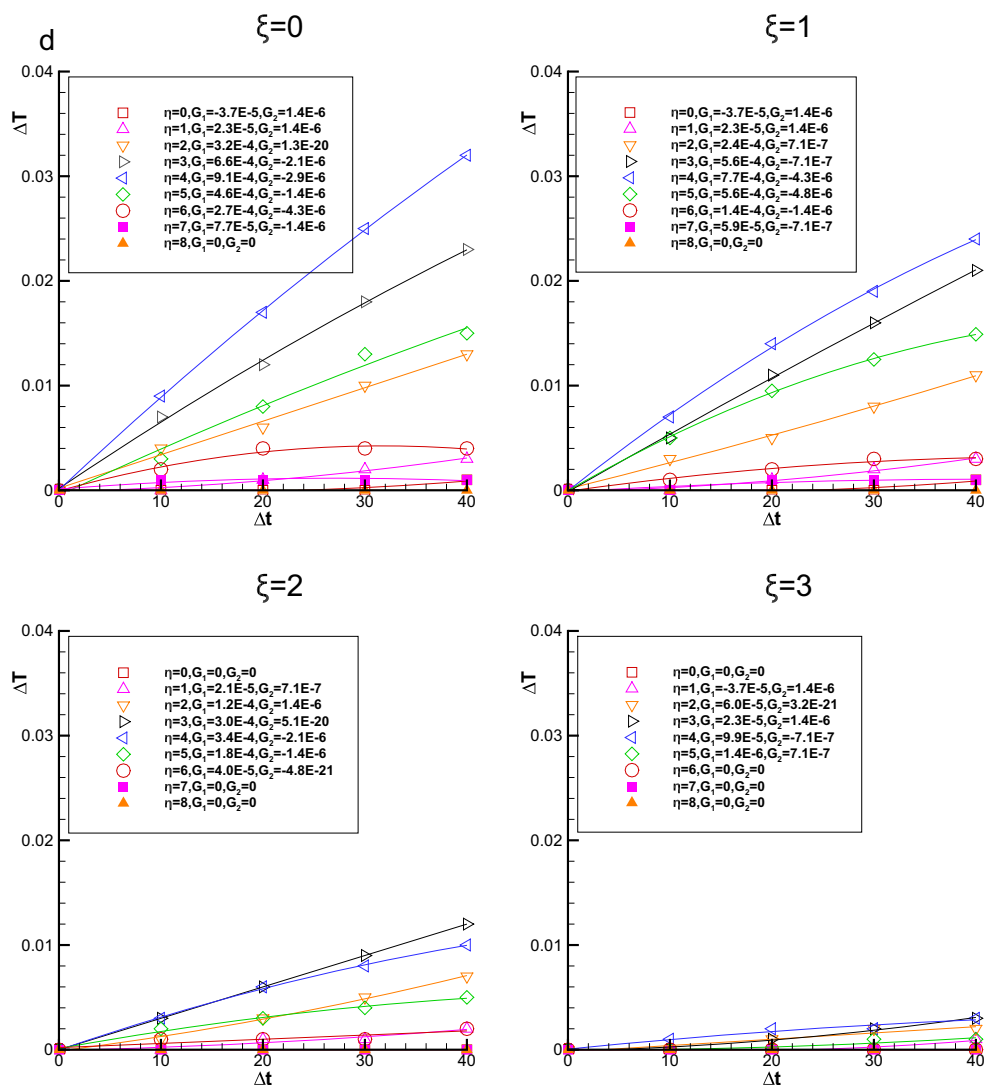 d
ξ=0
ΔT
0.04
0.03
0.02
0.01
0
η=0,G₁=-3.7E-5,G₂=1.4E-6
η=1,G₁=2.3E-5,G₂=1.4E-6
η=2,G₁=3.2E-4,G₂=1.3E-20
η=3,G₁=6.6E-4,G₂=-2.1E-6
η=4,G₁=9.1E-4,G₂=-2.9E-6
η=5,G₁=4.6E-4,G₂=-1.4E-6
η=6,G₁=2.7E-4,G₂=-4.3E-6
η=7,G₁=7.7E-5,G₂=-1.4E-6
η=8,G₁=0,G₂=0
0 10 20 30 40
Δt
ξ=1
ΔT
0.04
0.03
0.02
0.01
0
η=0,G₁=-3.7E-5,G₂=1.4E-6
η=1,G₁=2.3E-5,G₂=1.4E-6
η=2,G₁=2.4E-4,G₂=7.1E-7
η=3,G₁=5.6E-4,G₂=-7.1E-7
η=4,G₁=7.7E-4,G₂=-4.3E-6
η=5,G₁=5.6E-4,G₂=-4.8E-6
η=6,G₁=1.4E-4,G₂=-1.4E-6
η=7,G₁=5.9E-5,G₂=-7.1E-7
η=8,G₁=0,G₂=0
0 10 20 30 40
Δt
ξ=2
ΔT
0.04
0.03
0.02
0.01
0
η=0,G₁=0,G₂=0
η=1,G₁=2.1E-5,G₂=7.1E-7
η=2,G₁=1.2E-4,G₂=1.4E-6
η=3,G₁=3.0E-4,G₂=5.1E-20
η=4,G₁=3.4E-4,G₂=-2.1E-6
η=5,G₁=1.8E-4,G₂=-1.4E-6
η=6,G₁=4.0E-5,G₂=-4.8E-21
η=7,G₁=0,G₂=0
η=8,G₁=0,G₂=0
0 10 20 30 40
Δt
ξ=3
ΔT
0.04
0.03
0.02
0.01
0
η=0,G₁=0,G₂=0
η=1,G₁=-3.7E-5,G₂=1.4E-6
η=2,G₁=6.0E-5,G₂=3.2E-21
η=3,G₁=2.3E-5,G₂=1.4E-6
η=4,G₁=9.9E-5,G₂=-7.1E-7
η=5,G₁=1.4E-6,G₂=7.1E-7
η=6,G₁=0,G₂=0
η=7,G₁=0,G₂=0
η=8,G₁=0,G₂=0
0 10 20 30 40
Δt